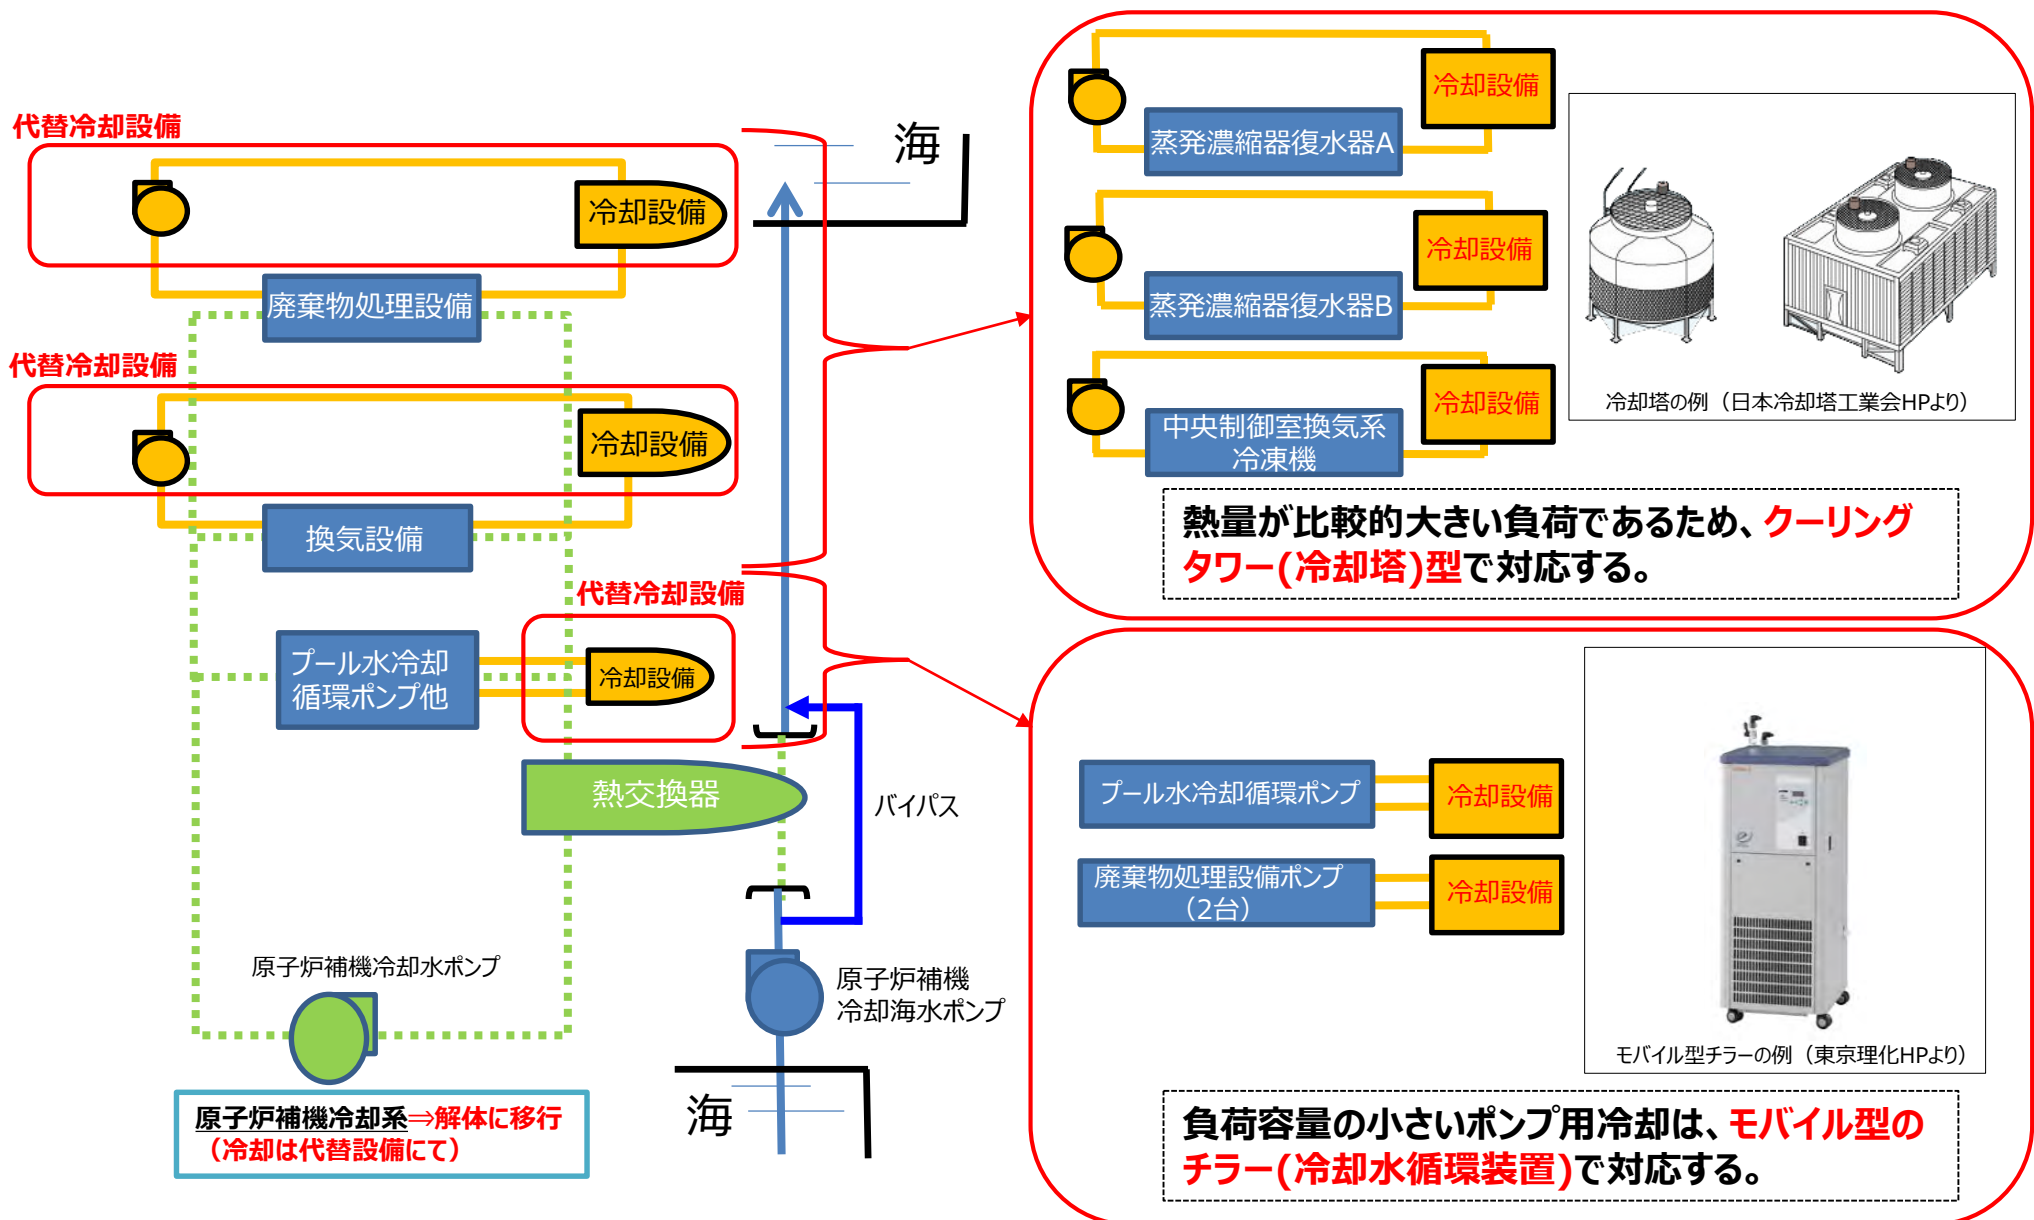 代替冷却設備
冷却設備
廃棄物処理設備
代替冷却設備
冷却設備
換気設備
代替冷却設備
プール水冷却
循環ポンプ他
冷却設備
熱交換器
バイパス
海
原子炉補機冷却水ポンプ
原子炉補機
冷却海水ポンプ
海
原子炉補機冷却系⇒解体に移行
（冷却は代替設備にて）
冷却設備
蒸発濃縮器復水器A
冷却設備
蒸発濃縮器復水器B
冷却設備
中央制御室換気系
冷凍機
冷却塔の例（日本冷却塔工業会HPより）
熱量が比較的大きい負荷であるため、クーリング
タワー(冷却塔)型で対応する。
プール水冷却循環ポンプ
冷却設備
廃棄物処理設備ポンプ
（2台）
冷却設備
モバイル型チラーの例（東京理化HPより）
負荷容量の小さいポンプ用冷却は、モバイル型の
チラー(冷却水循環装置)で対応する。